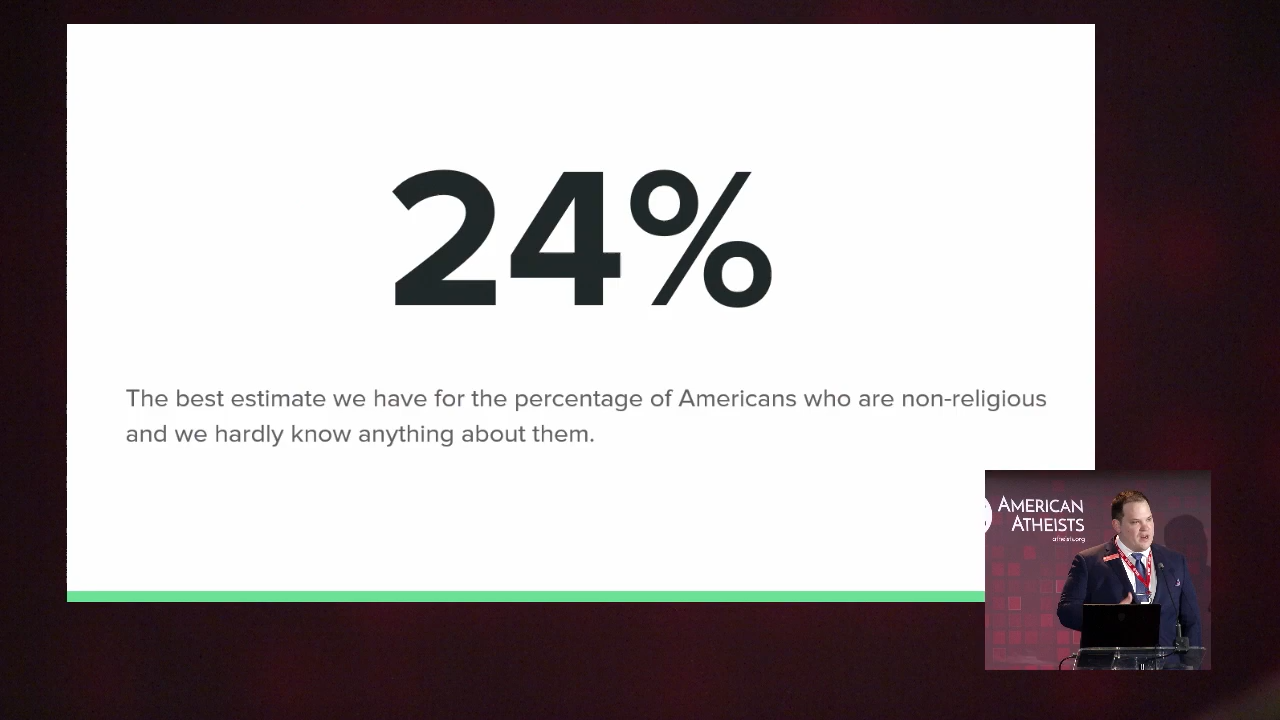 24%
The best estimate we have for the percentage of Americans who are non-religious
and we hardly know anything about them.
AMERICAN
ATHEISTS
atheists.org